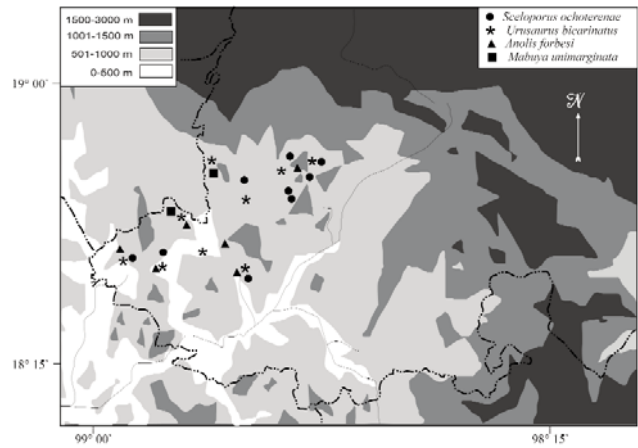 1500-3000 m
1001-1500 m
501-1000 m
0-500 m
Sceloporus ochoterenae
Urusaurus bicarinatus
Anolis forbesi
Mabuya unimarginata
N
19° 00´
18° 15´
99° 00´
98° 15´